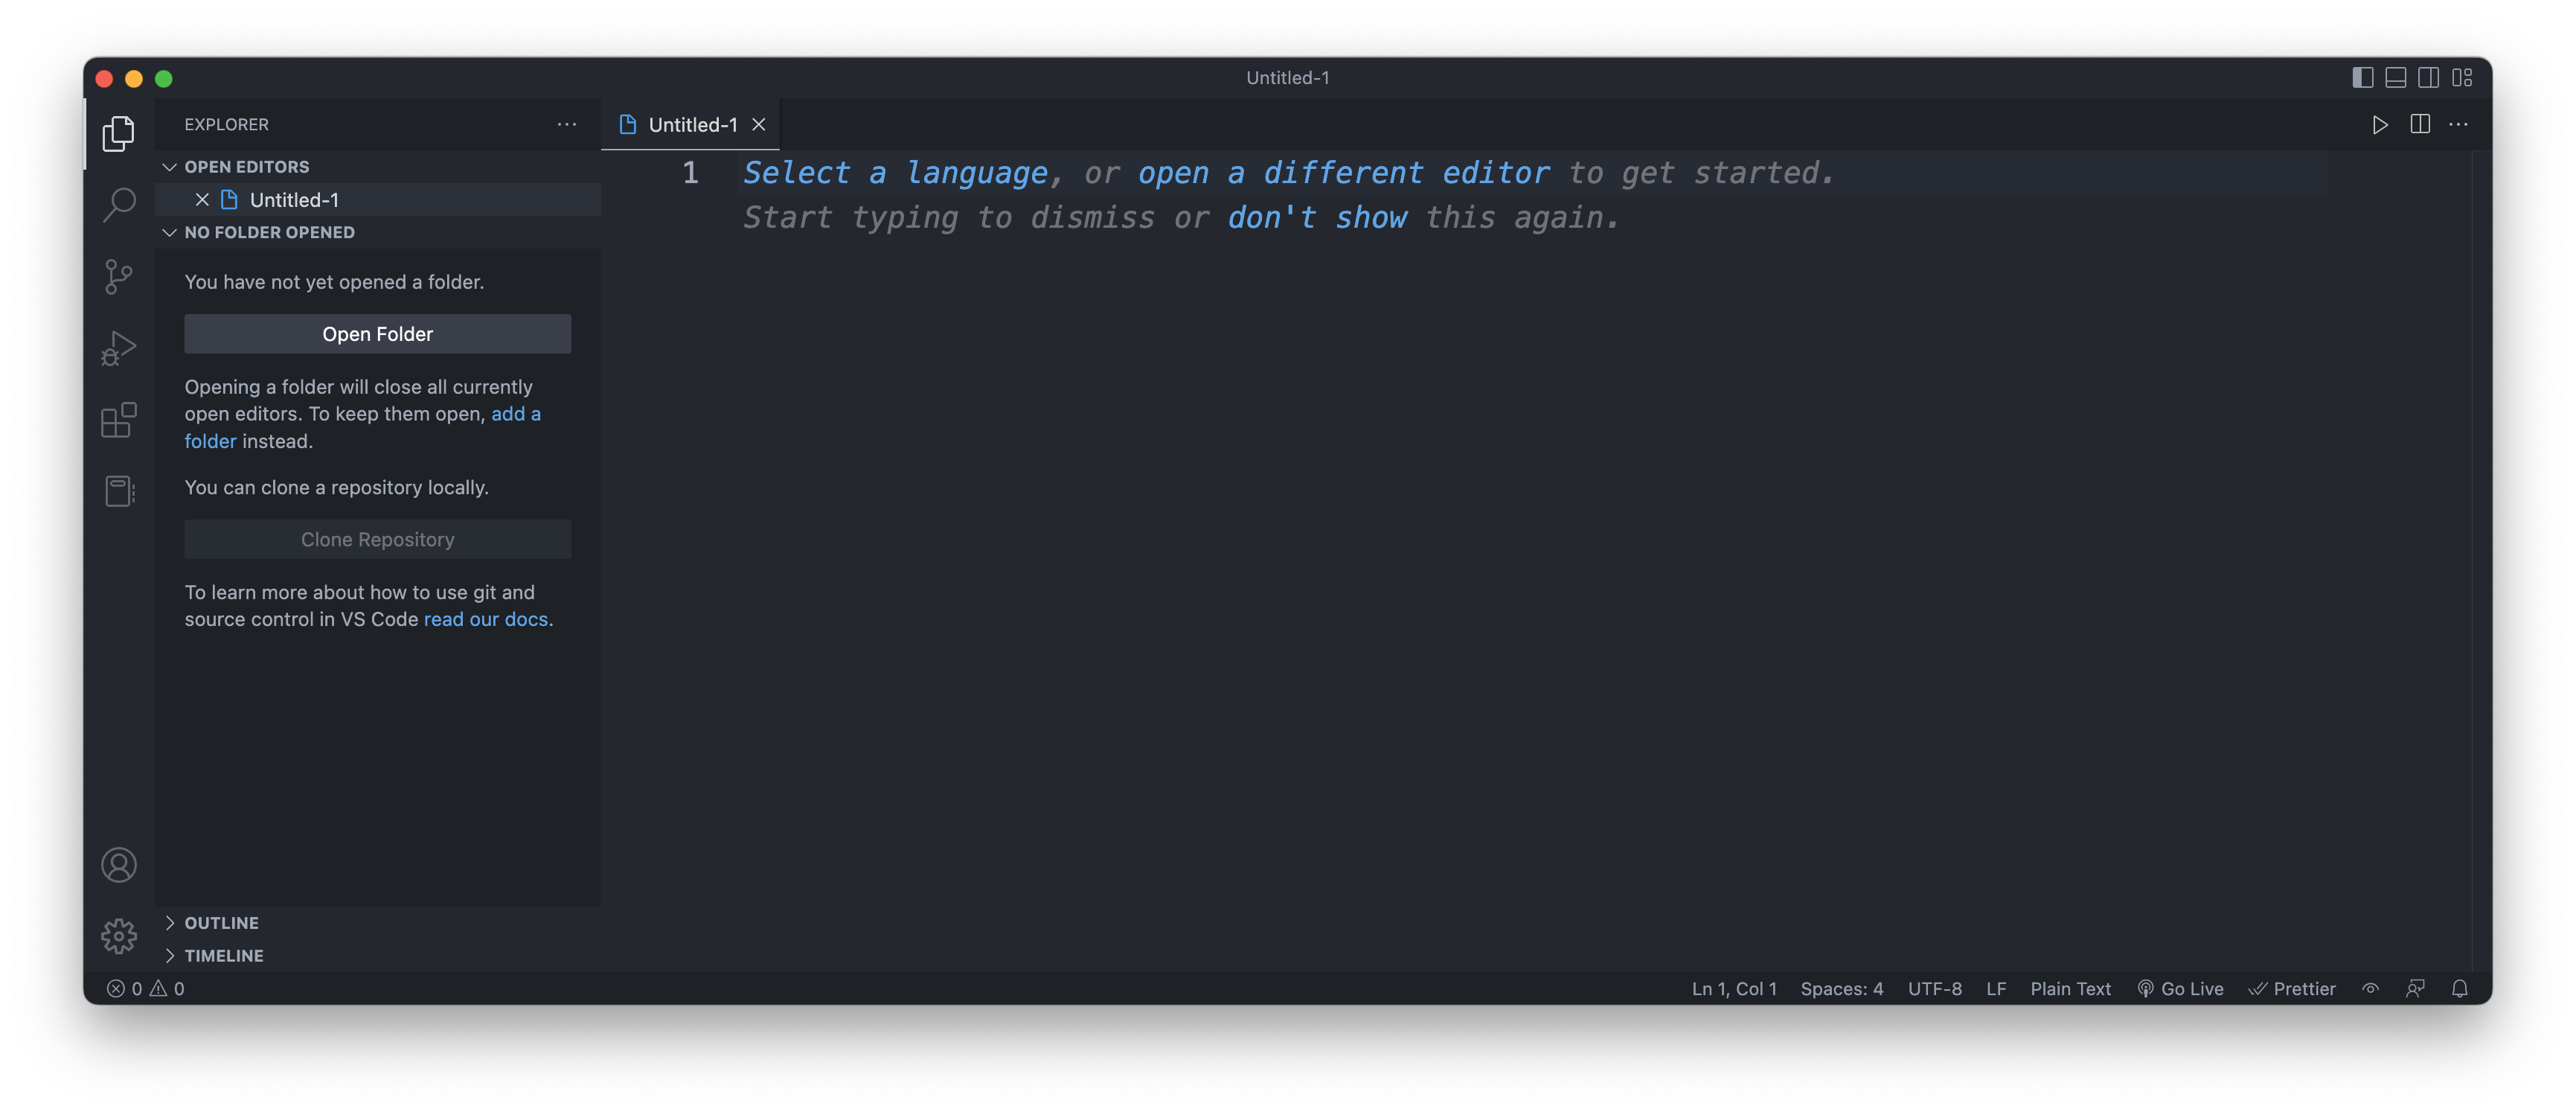 Untitled-1
EXPLORER
OPEN EDITORS
Untitled-1
NO FOLDER OPENED
You have not yet opened a folder.
Open Folder
Opening a folder will close all currently
open editors. To keep them open, add a
folder instead.
You can clone a repository locally.
Clone Repository
To learn more about how to use git and
source control in VS Code read our docs.
OUTLINE
TIMELINE
Untitled-1
1 Select a language, or open a different editor to get started.
Start typing to dismiss or don't show this again.
0 0 Ln 1, Col 1 Spaces: 4 UTF-8 LF Plain Text Go Live Prettier